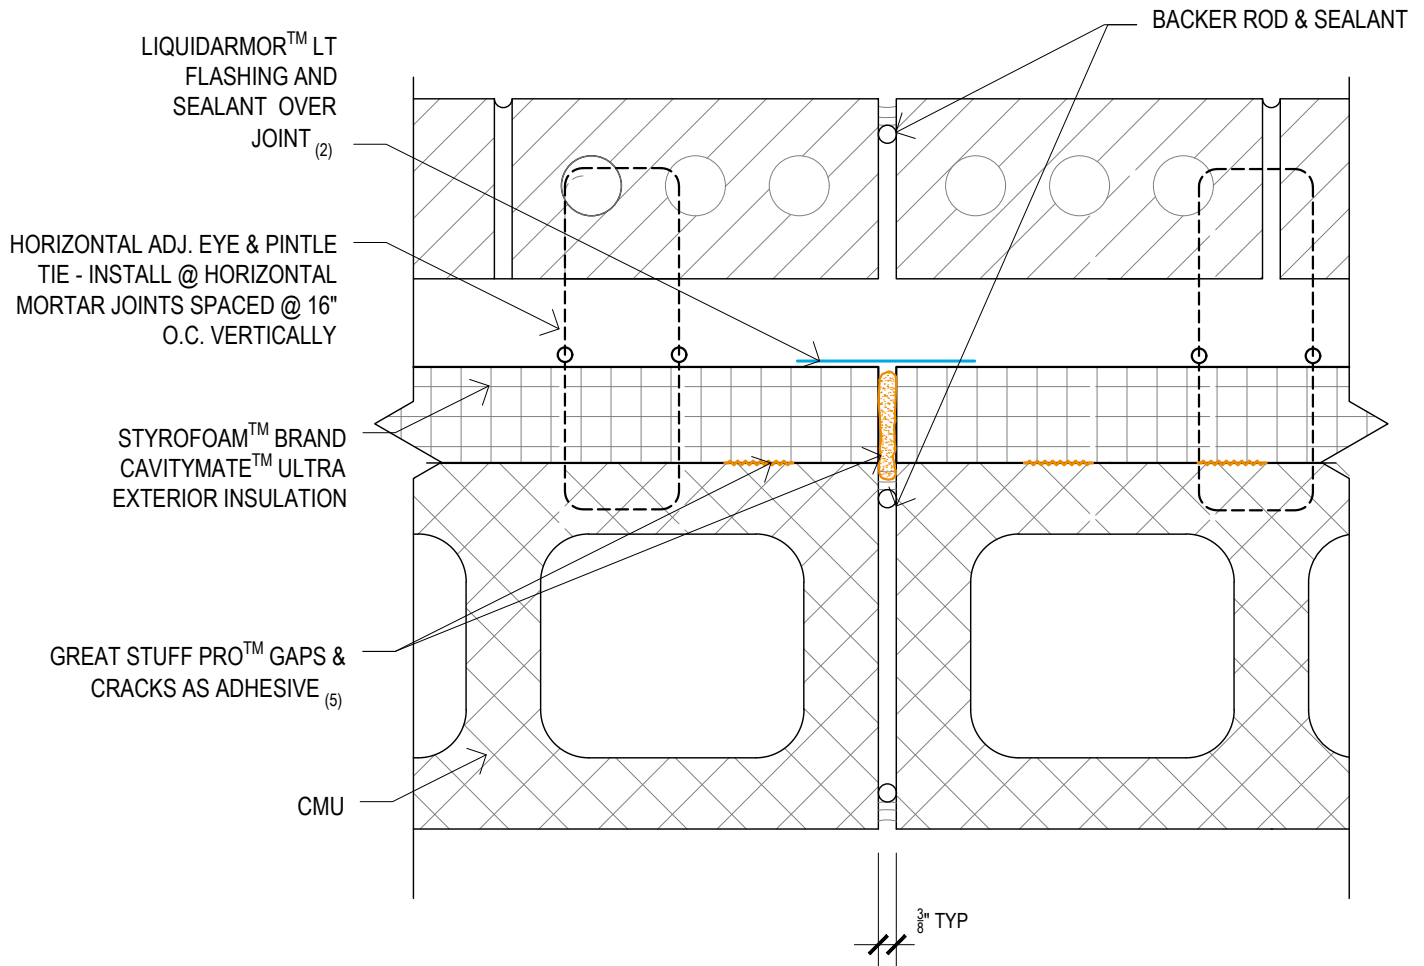 BACKER ROD & SEALANT
LIQUIDARMOR™ LT
FLASHING AND
SEALANT OVER
JOINT (2)
HORIZONTAL ADJ. EYE & PINTLE
TIE - INSTALL @ HORIZONTAL
MORTAR JOINTS SPACED @ 16"
O.C. VERTICALLY
STYROFOAM™ BRAND
CAVITYMATE™ ULTRA
EXTERIOR INSULATION
GREAT STUFF PRO™ GAPS &
CRACKS AS ADHESIVE (5)
CMU
3/8" TYP